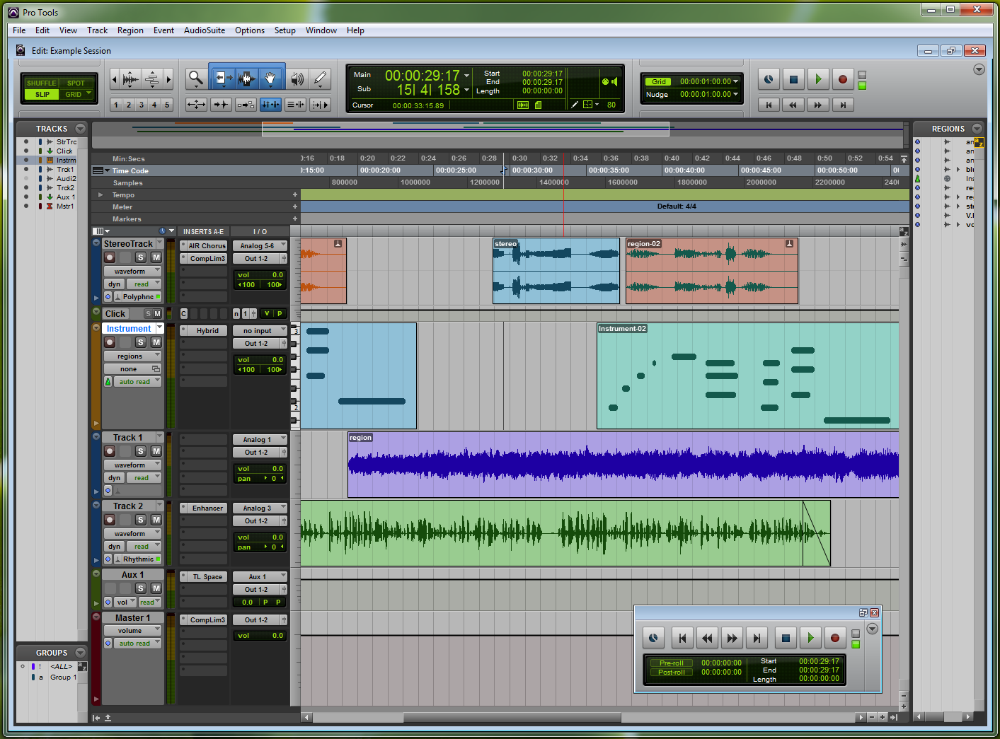 Pro Tools
File Edit View Track Region Event AudioSuite Options Setup Window Help
Edit: Example Session
SHUFFLE SPOT
SLIP GRID
1 2 3 4 5
Main 00:00:29:17
Sub 15| 4| 158
Cursor 00:00:33:15.89
Start 00:00:29:17
End 00:00:29:17
Length 00:00:00:00
80
Grid 00:00:01:00.00
Nudge 00:00:01:00.00
TRACKS
StrTrc
Click
Instrm
Trck1
Audi2
Trck2
Aux 1
Mstr1
GROUPS
! <ALL>
a Group 1
Min:Secs 0:16 0:18 0:20 0:22 0:24 0:26 0:28 0:30 0:32 0:34 0:36 0:38 0:40 0:42 0:44 0:46 0:48 0:50 0:52 0:54
Time Code ):15:00 00:00:20:00 00:00:25:00 00:00:30:00 00:00:35:00 00:00:40:00 00:00:45:00 00:00:50:00 00
Samples 800000 1000000 1200000 1400000 1600000 1800000 2000000 2200000 2400
Tempo
Meter Default: 4/4
Markers
INSERTS A-E I / O
StereoTrack
S M
waveform
dyn read
Polyphnc
AIR Chorus
CompLim3
Analog 5-6
Out 1-2
vol 0.0
100 100
stereo
region-02
Click S M C n 1 V P
Instrument
S M
regions
none
auto read
Hybrid
no input
Out 1-2
vol 0.0
100 100
3
2
Instrument-02
Track 1
S M
waveform
dyn read
Analog 1
Out 1-2
vol 0.0
pan 0
region
Track 2
S M
waveform
dyn read
Rhythmic
Enhancer
Analog 3
Out 1-2
vol 0.0
pan 0
Aux 1
S M
vol read
TL Space
Aux 1
Out 1-2
0.0 P P
Master 1
volume
auto read
CompLim3
Out 1-2
vol 0.0
REGIONS
an
an
an
blu
Ins
re
re
ste
V.I
vo
a z
Pre-roll 00:00:00:00
Post-roll 00:00:00:00
Start 00:00:29:17
End 00:00:29:17
Length 00:00:00:00